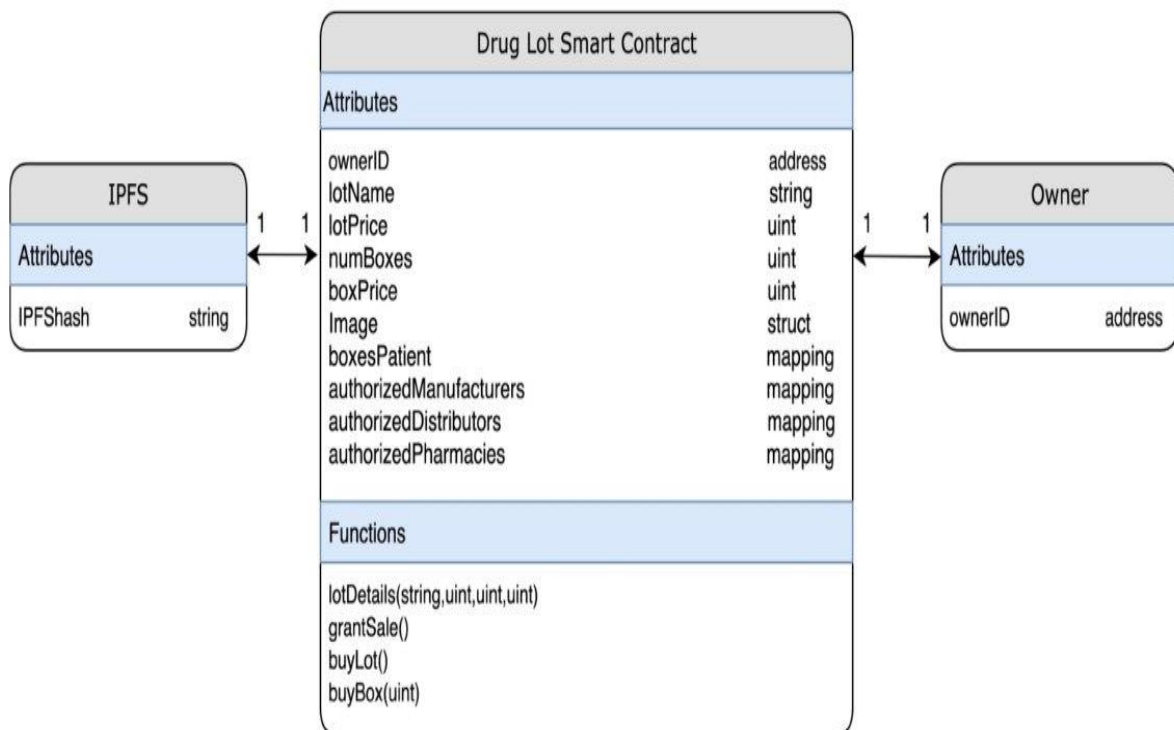 Drug Lot Smart Contract
Attributes
ownerID address
lotName string
lotPrice uint
numBoxes uint
boxPrice uint
Image struct
boxesPatient mapping
authorizedManufacturers mapping
authorizedDistributors mapping
authorizedPharmacies mapping
Functions
lotDetails(string,uint,uint,uint)
grantSale()
buyLot()
buyBox(uint)
IPFS
Attributes
IPFShash string
1 1
Owner
Attributes
ownerID address
1 1